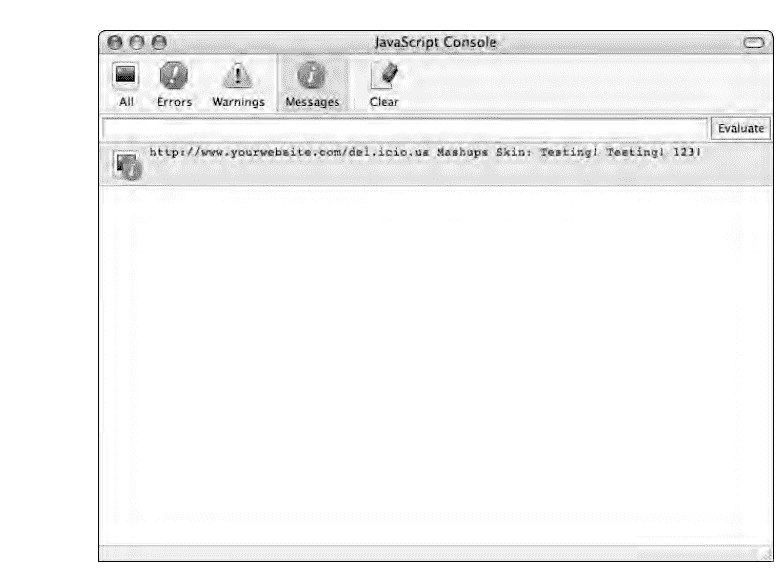 JavaScript Console
All Errors Warnings Messages Clear
Evaluate
http://www.yourwebsite.com/del.icio.us Mashups Skin: Testing! Testing! 123!